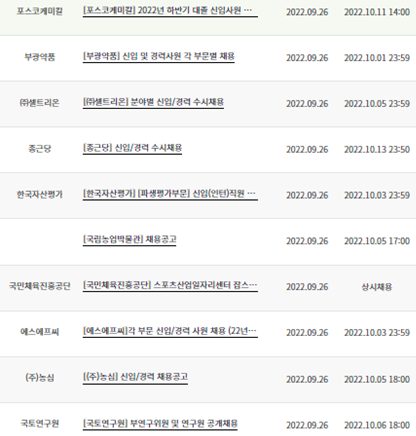 포스코케미칼 [포스코케미칼] 2022년 하반기 대졸 신입사원 ··· 2022.09.26 2022.10.11 14:00
부광약품 [부광약품] 신입 및 경력사원 각 부문별 채용 2022.09.26 2022.10.01 23:59
㈜셀트리온 [㈜셀트리온] 분야별 신입/경력 수시채용 2022.09.26 2022.10.05 23:59
종근당 [종근당] 신입/경력 수시채용 2022.09.26 2022.10.13 23:50
한국자산평가 [한국자산평가] [파생평가부문] 신입(인턴)직원 ··· 2022.09.26 2022.10.03 23:59
[국립농업박물관] 채용공고 2022.09.26 2022.10.05 17:00
국민체육진흥공단 [국민체육진흥공단] 스포츠산업일자리센터 잡스··· 2022.09.26 상시채용
에스에프씨 [에스에프씨]각 부문 신입/경력 사원 채용 (22년··· 2022.09.26 2022.10.03 23:59
(주)농심 [(주)농심] 신입/경력 채용공고 2022.09.26 2022.10.05 18:00
국토연구원 [국토연구원] 부연구위원 및 연구원 공개채용 2022.09.26 2022.10.06 18:00